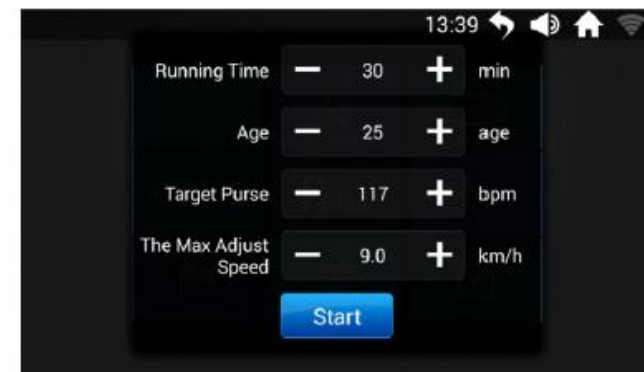 13:39
Running Time − 30 + min
Age − 25 + age
Target Purse − 117 + bpm
The Max Adjust
Speed − 9.0 + km/h
Start